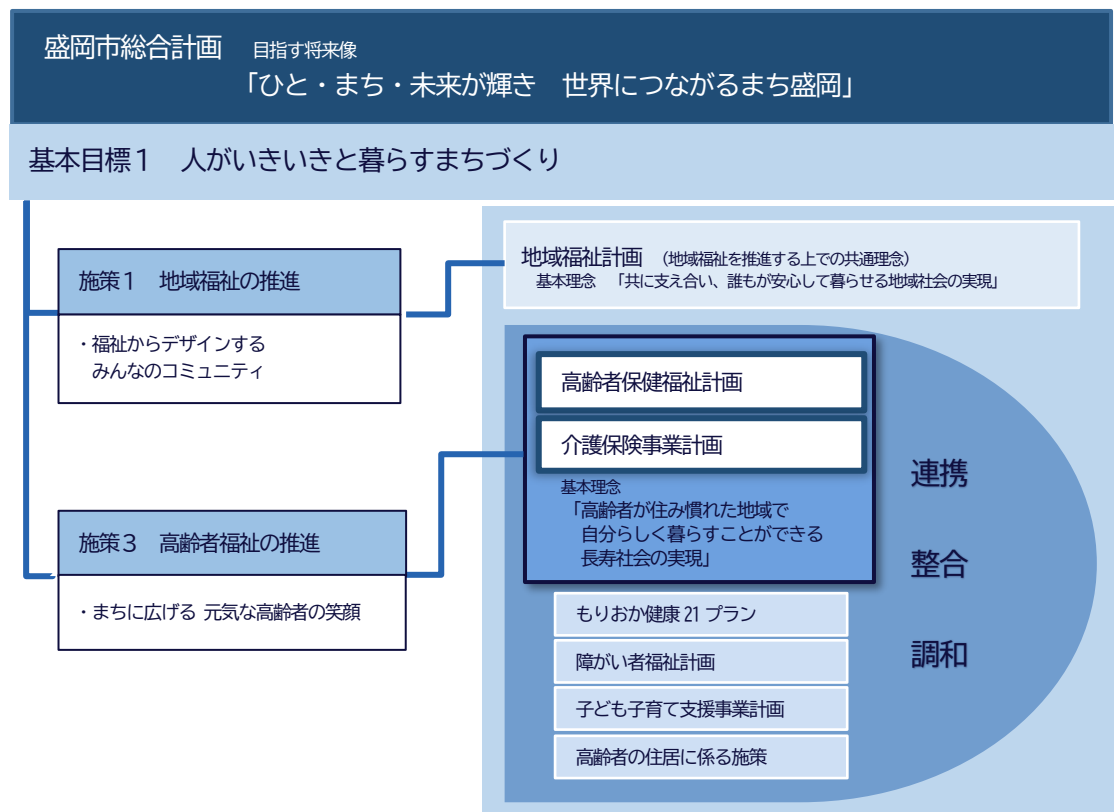 盛岡市総合計画　目指す将来像
「ひと・まち・未来が輝き　世界につながるまち盛岡」
基本目標１　人がいきいきと暮らすまちづくり
施策１　地域福祉の推進
・福祉からデザインする
みんなのコミュニティ
施策３　高齢者福祉の推進
・まちに広げる 元気な高齢者の笑顔
地域福祉計画　（地域福祉を推進する上での共通理念）
基本理念　「共に支え合い、誰もが安心して暮らせる地域社会の実現」
高齢者保健福祉計画
介護保険事業計画
基本理念
「高齢者が住み慣れた地域で
自分らしく暮らすことができる
長寿社会の実現」
もりおか健康 21 プラン
障がい者福祉計画
子ども子育て支援事業計画
高齢者の住居に係る施策
連携
整合
調和